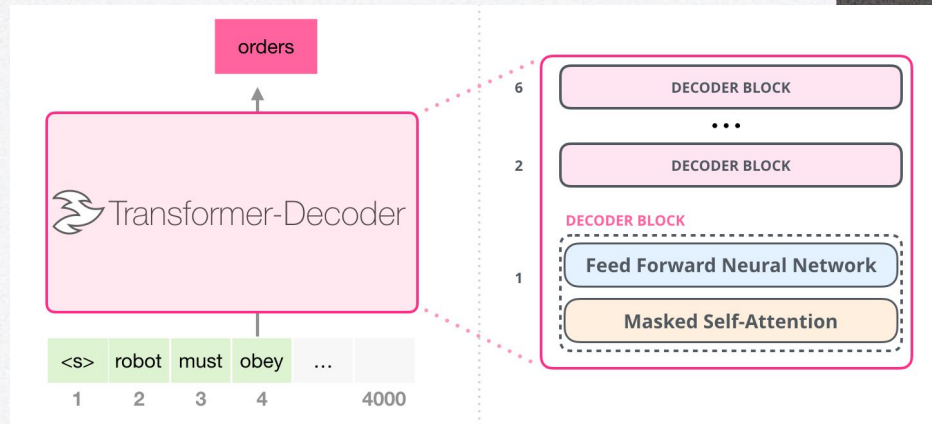 orders
Transformer-Decoder
<s> robot must obey ...
1 2 3 4 4000
6 DECODER BLOCK
...
2 DECODER BLOCK
DECODER BLOCK
1
Feed Forward Neural Network
Masked Self-Attention